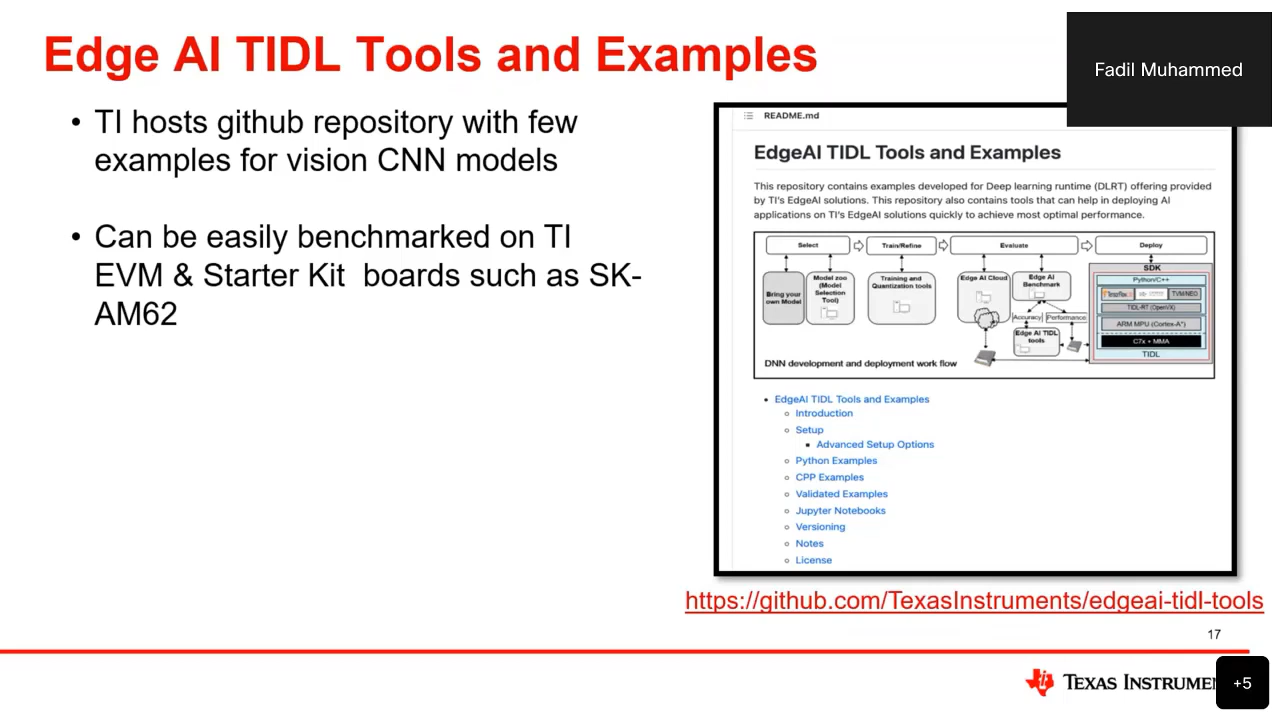 Edge AI TIDL Tools and Examples
Fadil Muhammed
• TI hosts github repository with few
examples for vision CNN models
• Can be easily benchmarked on TI
EVM & Starter Kit boards such as SK-
AM62
README.md
EdgeAI TIDL Tools and Examples
This repository contains examples developed for Deep learning runtime (DLRT) offering provided
by TI's EdgeAI solutions. This repository also contains tools that can help in deploying AI
applications on TI's EdgeAI solutions quickly to achieve most optimal performance.
Select
Train/Refine
Evaluate
Deploy
Bring your
own Model
Model zoo
(Model
Selection
Tool)
Training and
Quantization tools
Edge AI Cloud
Edge AI
Benchmark
Accuracy
Performance
Edge AI TIDL
tools
SDK
Python/C++
TVM/NEO
TIDL-RT (OpenVX)
ARM MPU (Cortex-A*)
C7x + MMA
TIDL
DNN development and deployment work flow
• EdgeAI TIDL Tools and Examples
Introduction
Setup
Advanced Setup Options
Python Examples
CPP Examples
Validated Examples
Jupyter Notebooks
Versioning
Notes
License
https://github.com/TexasInstruments/edgeai-tidl-tools
17
TEXAS INSTRUMEN
+5